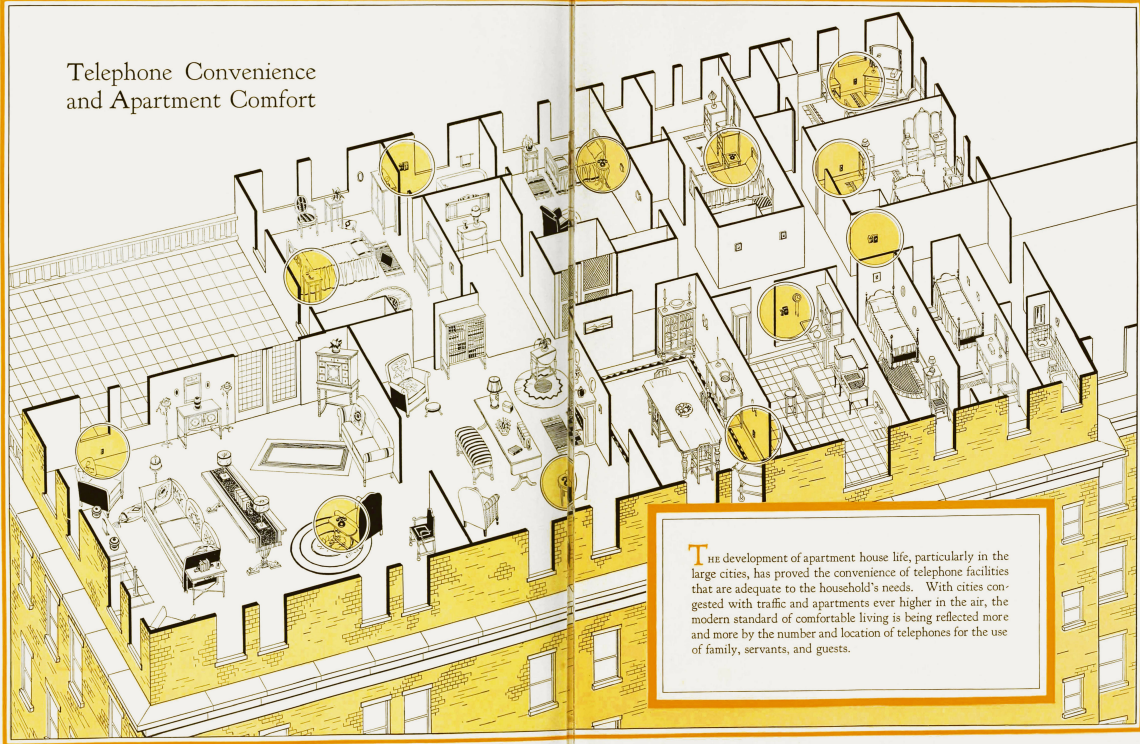 Telephone Convenience
and Apartment Comfort
THE development of apartment house life, particularly in the
large cities, has proved the convenience of telephone facilities
that are adequate to the household's needs. With cities con-
gested with traffic and apartments ever higher in the air, the
modern standard of comfortable living is being reflected more
and more by the number and location of telephones for the use
of family, servants, and guests.